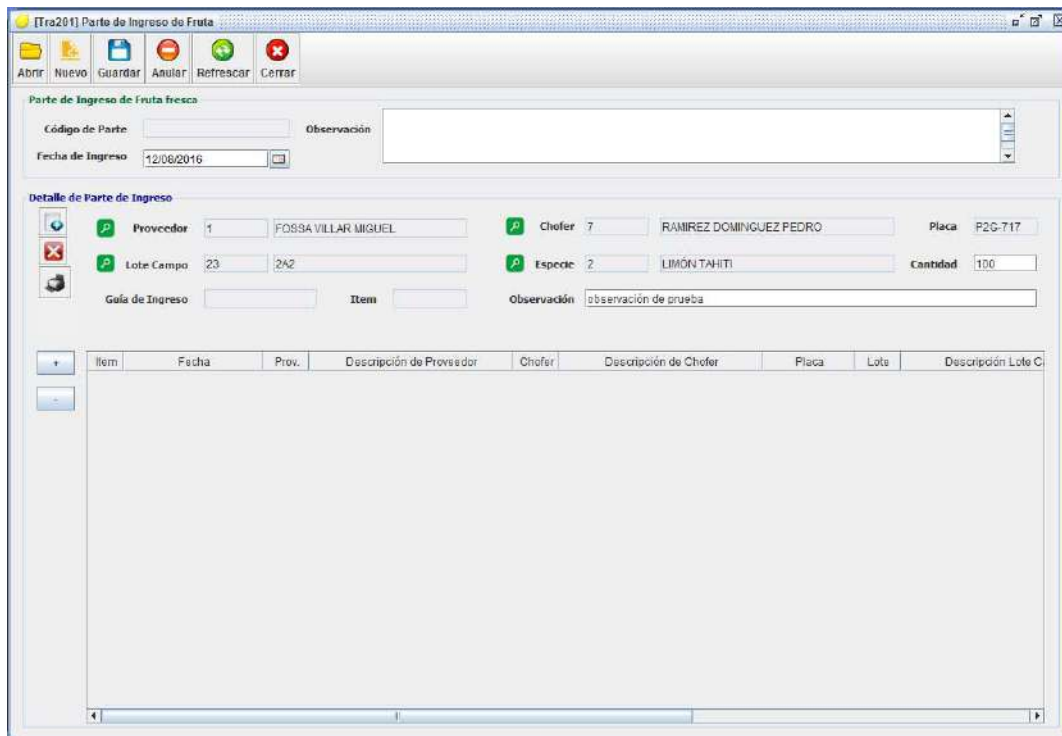 [Tra201] Parte de Ingreso de Fruta
Abrir Nuevo Guardar Anular Refrescar Cerrar
Parte de Ingreso de Fruta fresca
Código de Parte Observación
Fecha de Ingreso 12/08/2016
Detalle de Parte de Ingreso
Proveedor 1 FOSSA VILLAR MIGUEL Chofer 7 RAMIREZ DOMINGUEZ PEDRO Placa P2G-717
Lote Campo 23 2A2 Especie 2 LIMÓN TAHITI Cantidad 100
Guía de Ingreso Item Observación observación de prueba
+ Item Fecha Prov. Descripción de Proveedor Chofer Descripción de Chofer Placa Lote Descripción Lote C
-